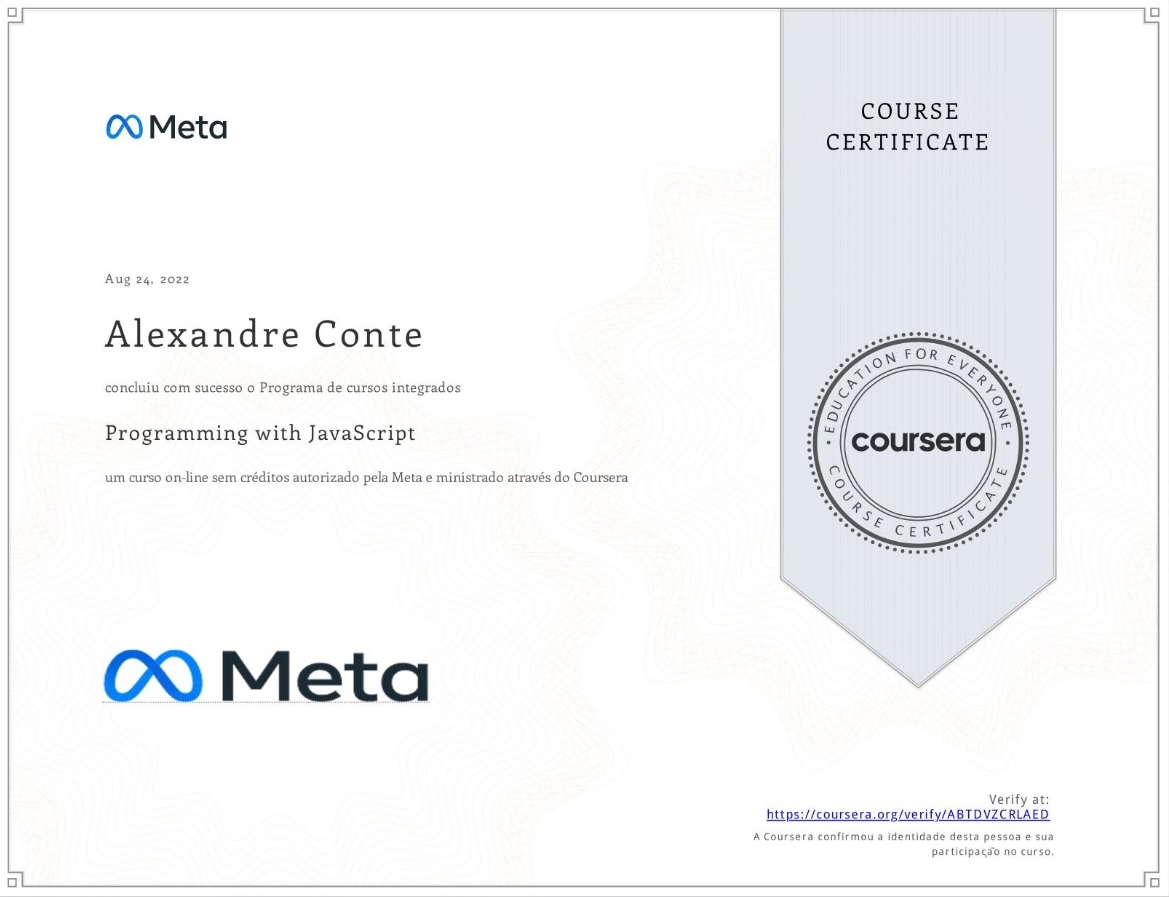 Meta
COURSE
CERTIFICATE
Aug 24, 2022
Alexandre Conte
concluiu com sucesso o Programa de cursos integrados
Programming with JavaScript
um curso on-line sem créditos autorizado pela Meta e ministrado através do Coursera
EDUCATION FOR EVERYONE
coursera
COURSE CERTIFICATE
Meta
Verify at:
https://coursera.org/verify/ABTDVZCRLAED
A Coursera confirmou a identidade desta pessoa e sua
participação no curso.